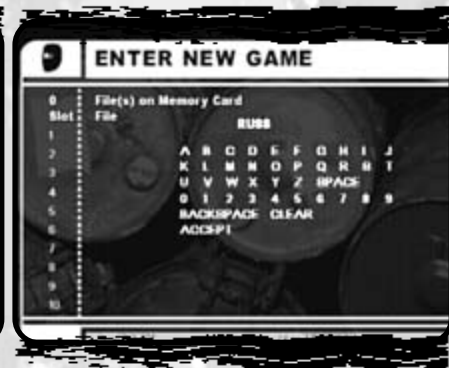 ENTER NEW GAME
0 File(s) on Memory Card
Slot File
RUSS
1
A B C D E F G H I J
2
K L M N O P Q R S T
3
U V W X Y Z SPACE
4
0 1 2 3 4 5 6 7 8 9
5
BACKSPACE CLEAR
6
ACCEPT
7
8
9
10